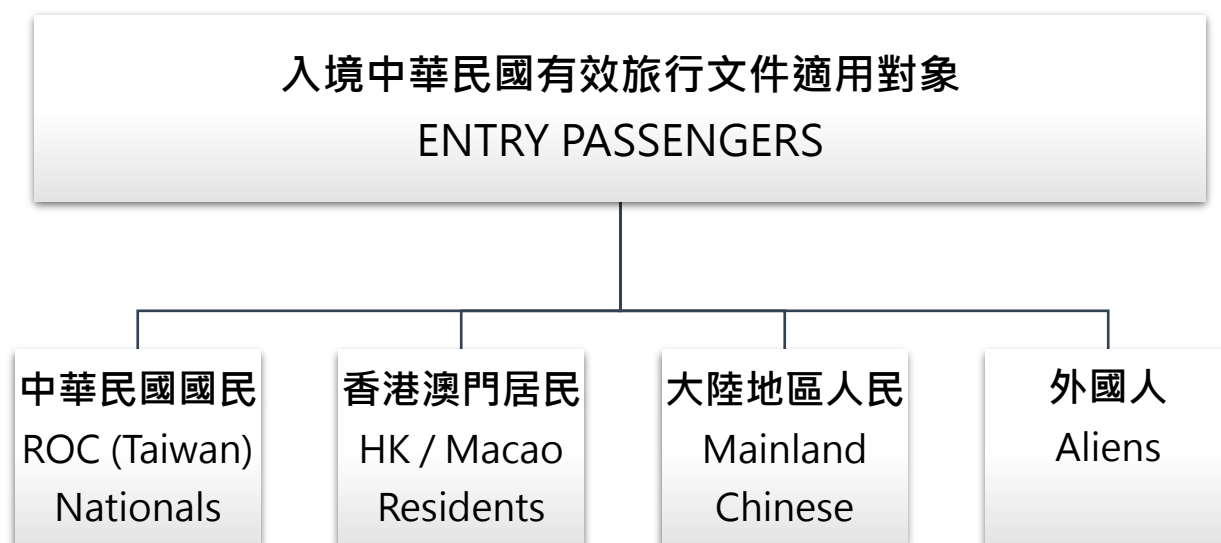 入境中華民國有效旅行文件適用對象
ENTRY PASSENGERS
中華民國國民
ROC (Taiwan)
Nationals
香港澳門居民
HK / Macao
Residents
大陸地區人民
Mainland
Chinese
外國人
Aliens